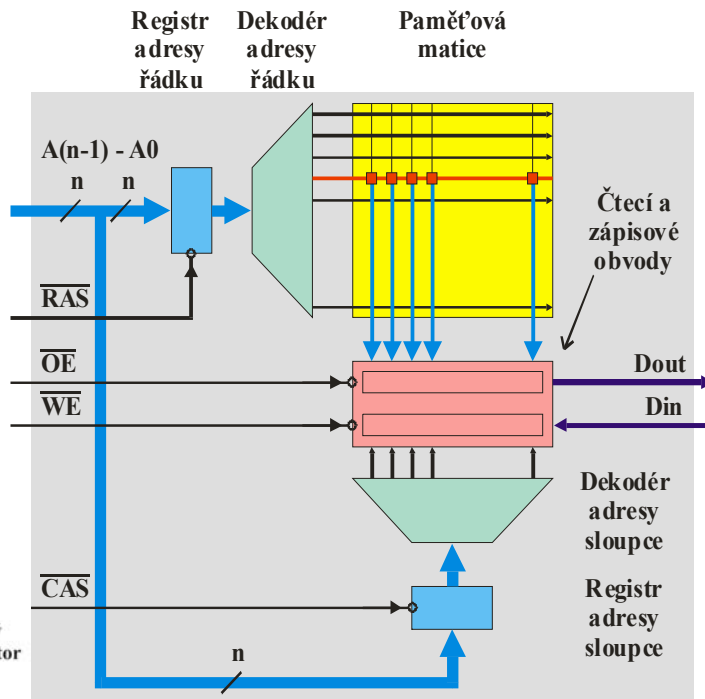 Registr
adresy
řádku
Dekodér
adresy
řádku
Paměťová
matice
A(n-1) - A0
n
n
RAS
OE
WE
Čtecí a
zápisové
obvody
Dout
Din
Dekodér
adresy
sloupce
CAS
Registr
adresy
sloupce
tor
n